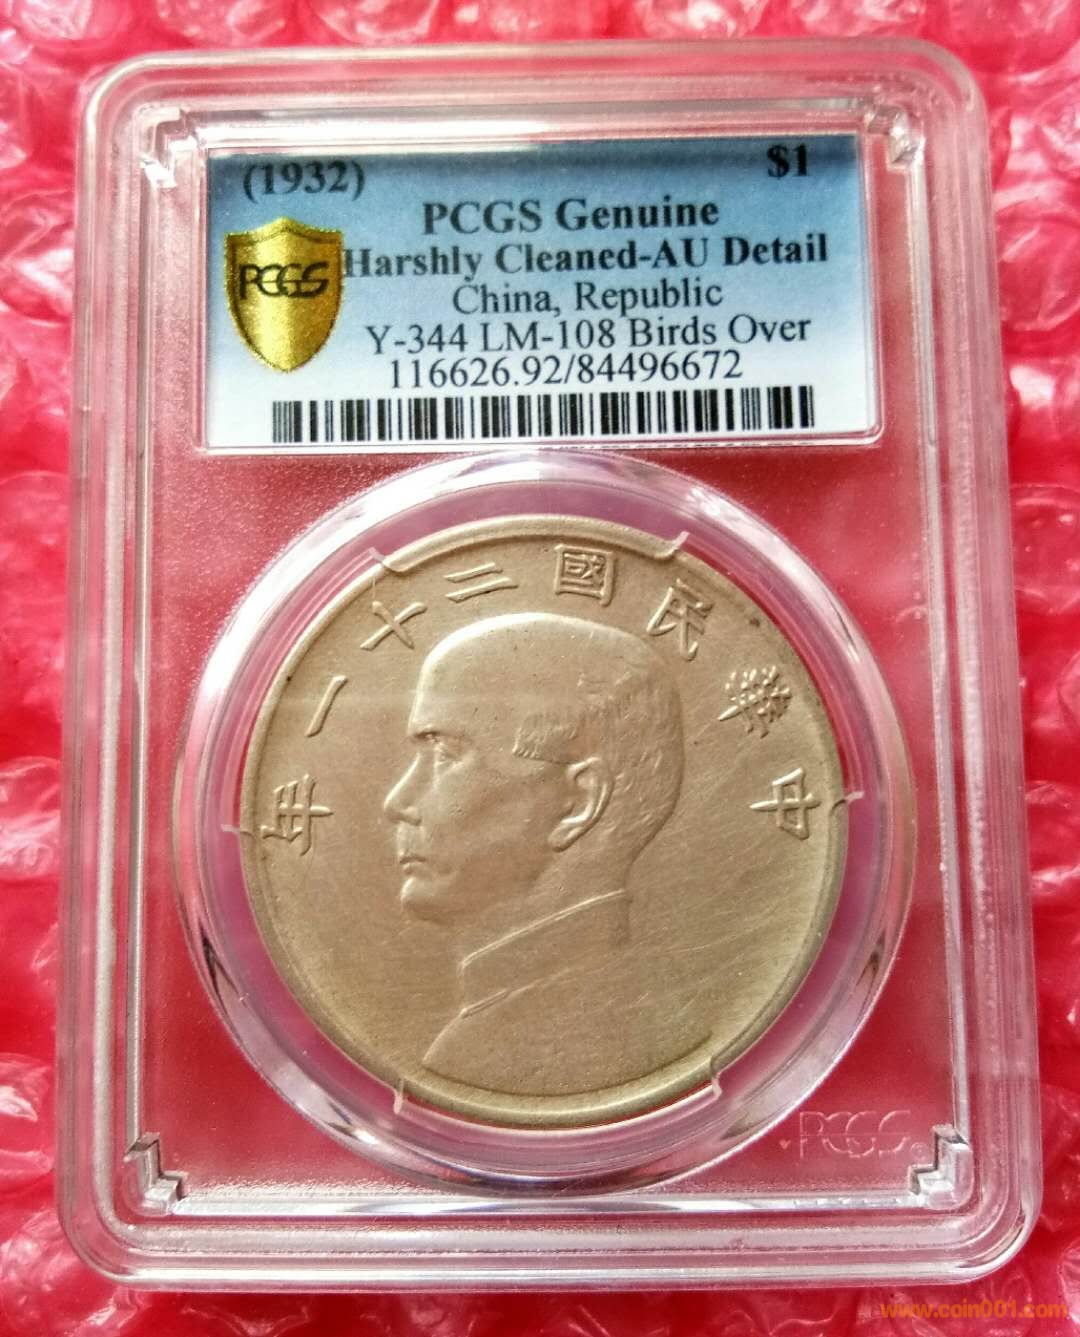 (1932)
$1
PCGS Genuine
PCGS
Harshly Cleaned-AU Detail
China, Republic
Y-344 LM-108 Birds Over
116626.92/84496672
年一十二國民華中
PCGS
www.coin001.com